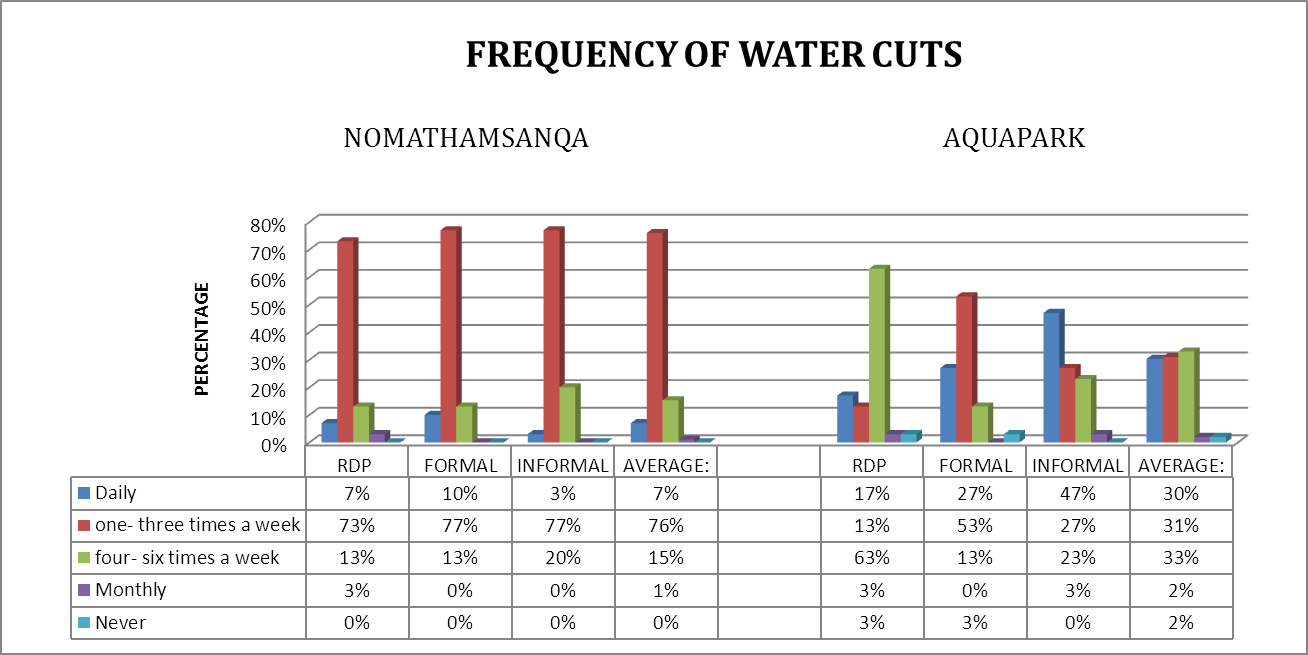 FREQUENCY OF WATER CUTS
NOMATHAMSANQA AQUAPARK
PERCENTAGE
80%
70%
60%
50%
40%
30%
20%
10%
0%
RDP FORMAL INFORMAL AVERAGE: RDP FORMAL INFORMAL AVERAGE:
Daily 7% 10% 3% 7% 17% 27% 47% 30%
one- three times a week 73% 77% 77% 76% 13% 53% 27% 31%
four- six times a week 13% 13% 20% 15% 63% 13% 23% 33%
Monthly 3% 0% 0% 1% 3% 0% 3% 2%
Never 0% 0% 0% 0% 3% 3% 0% 2%